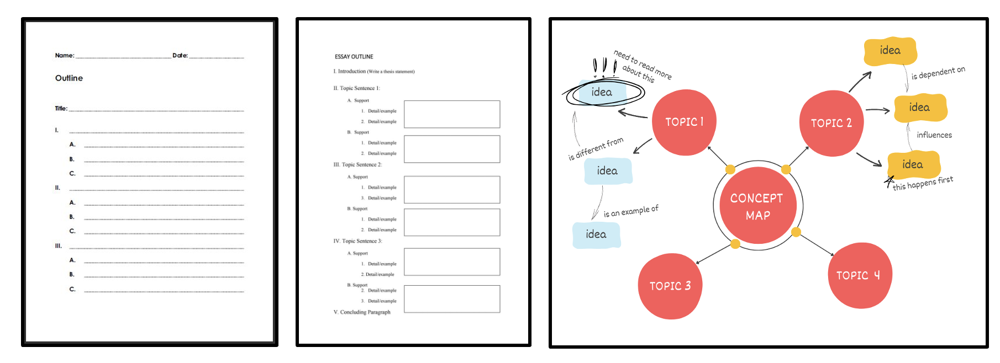 Name: Date:
Outline
Title:
I.
A.
B.
C.
II.
A.
B.
C.
III.
A.
B.
C.
ESSAY OUTLINE
I. Introduction (Write a thesis statement)
II. Topic Sentence 1:
A. Support
1. Detail/example
2. Detail/example
B. Support
1. Detail/example
2. Detail/example
III. Topic Sentence 2:
A. Support
1. Detail/example
3. Detail/example
B. Support
1. Detail/example
2. Detail/example
IV. Topic Sentence 3:
A. Support
1. Detail/example
2. Detail/example
B. Support
2. Detail/example
3. Detail/example
V. Concluding Paragraph
!!!
need to read more
about this
idea
TOPIC 1
is different from
idea
is an example of
idea
idea
is dependent on
TOPIC 2
idea
influences
idea
this happens first
CONCEPT
MAP
TOPIC 3
TOPIC 4